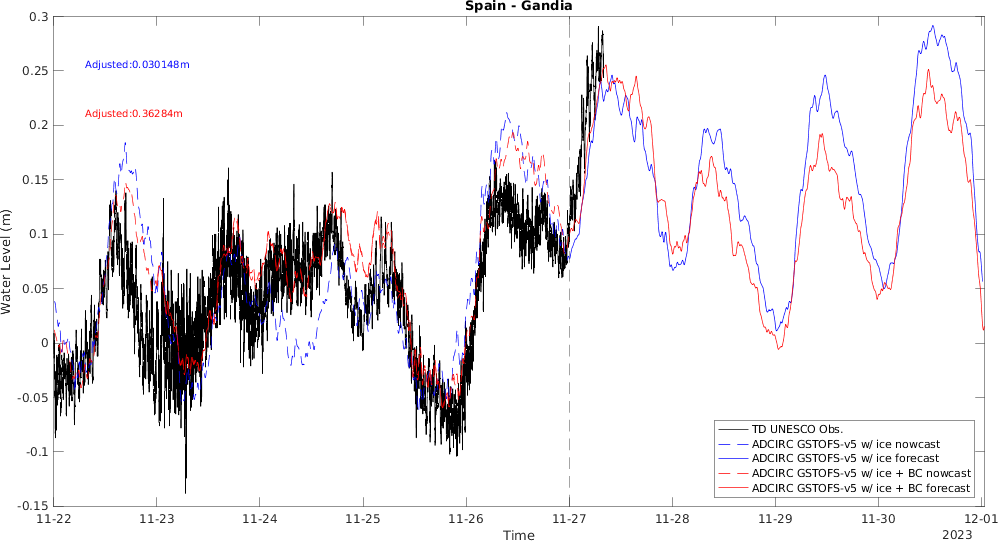 Spain - Gandia
0.3
0.25
0.2
0.15
0.1
0.05
0
-0.05
-0.1
-0.15
Water Level (m)
Adjusted:0.030148m
Adjusted:0.36284m
TD UNESCO Obs.
ADCIRC GSTOFS-v5 w/ ice nowcast
ADCIRC GSTOFS-v5 w/ ice forecast
ADCIRC GSTOFS-v5 w/ ice + BC nowcast
ADCIRC GSTOFS-v5 w/ ice + BC forecast
11-22 11-23 11-24 11-25 11-26 11-27 11-28 11-29 11-30 12-01
Time
2023